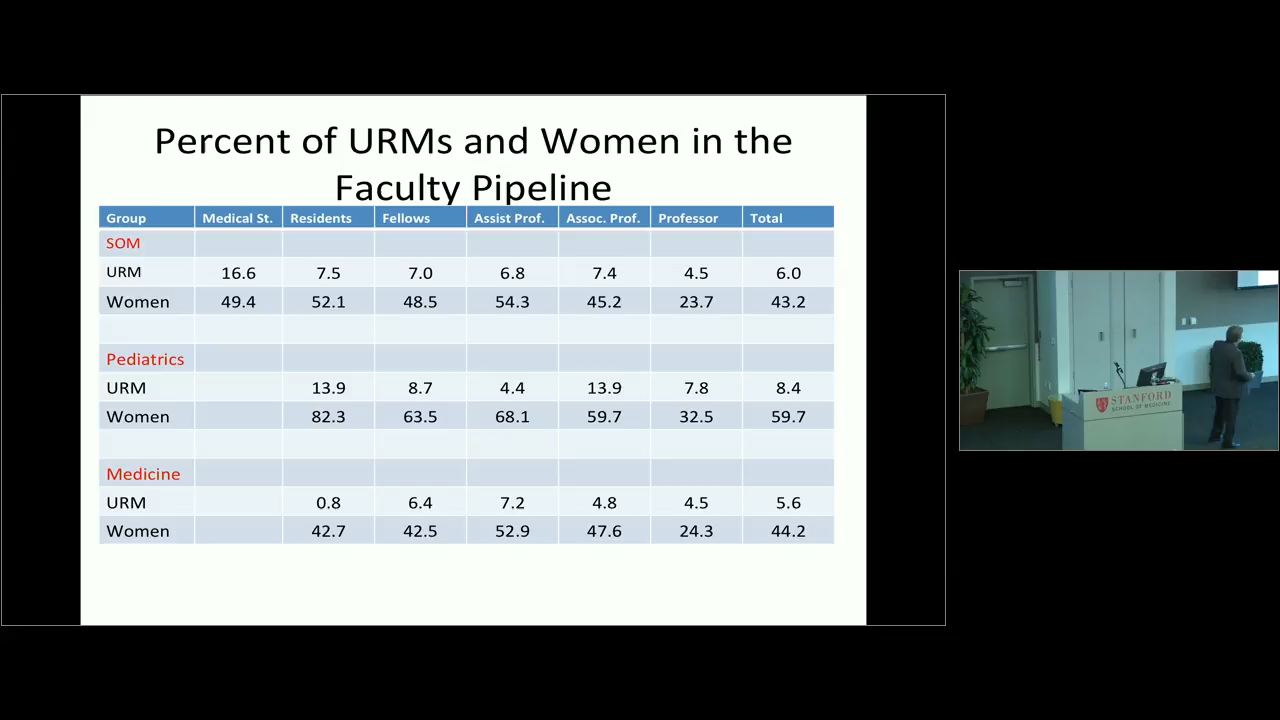 Percent of URMs and Women in the
Faculty Pipeline
Group Medical St. Residents Fellows Assist Prof. Assoc. Prof. Professor Total
SOM
URM 16.6 7.5 7.0 6.8 7.4 4.5 6.0
Women 49.4 52.1 48.5 54.3 45.2 23.7 43.2
Pediatrics
URM 13.9 8.7 4.4 13.9 7.8 8.4
Women 82.3 63.5 68.1 59.7 32.5 59.7
Medicine
URM 0.8 6.4 7.2 4.8 4.5 5.6
Women 42.7 42.5 52.9 47.6 24.3 44.2
STANFORD
SCHOOL OF MEDICINE